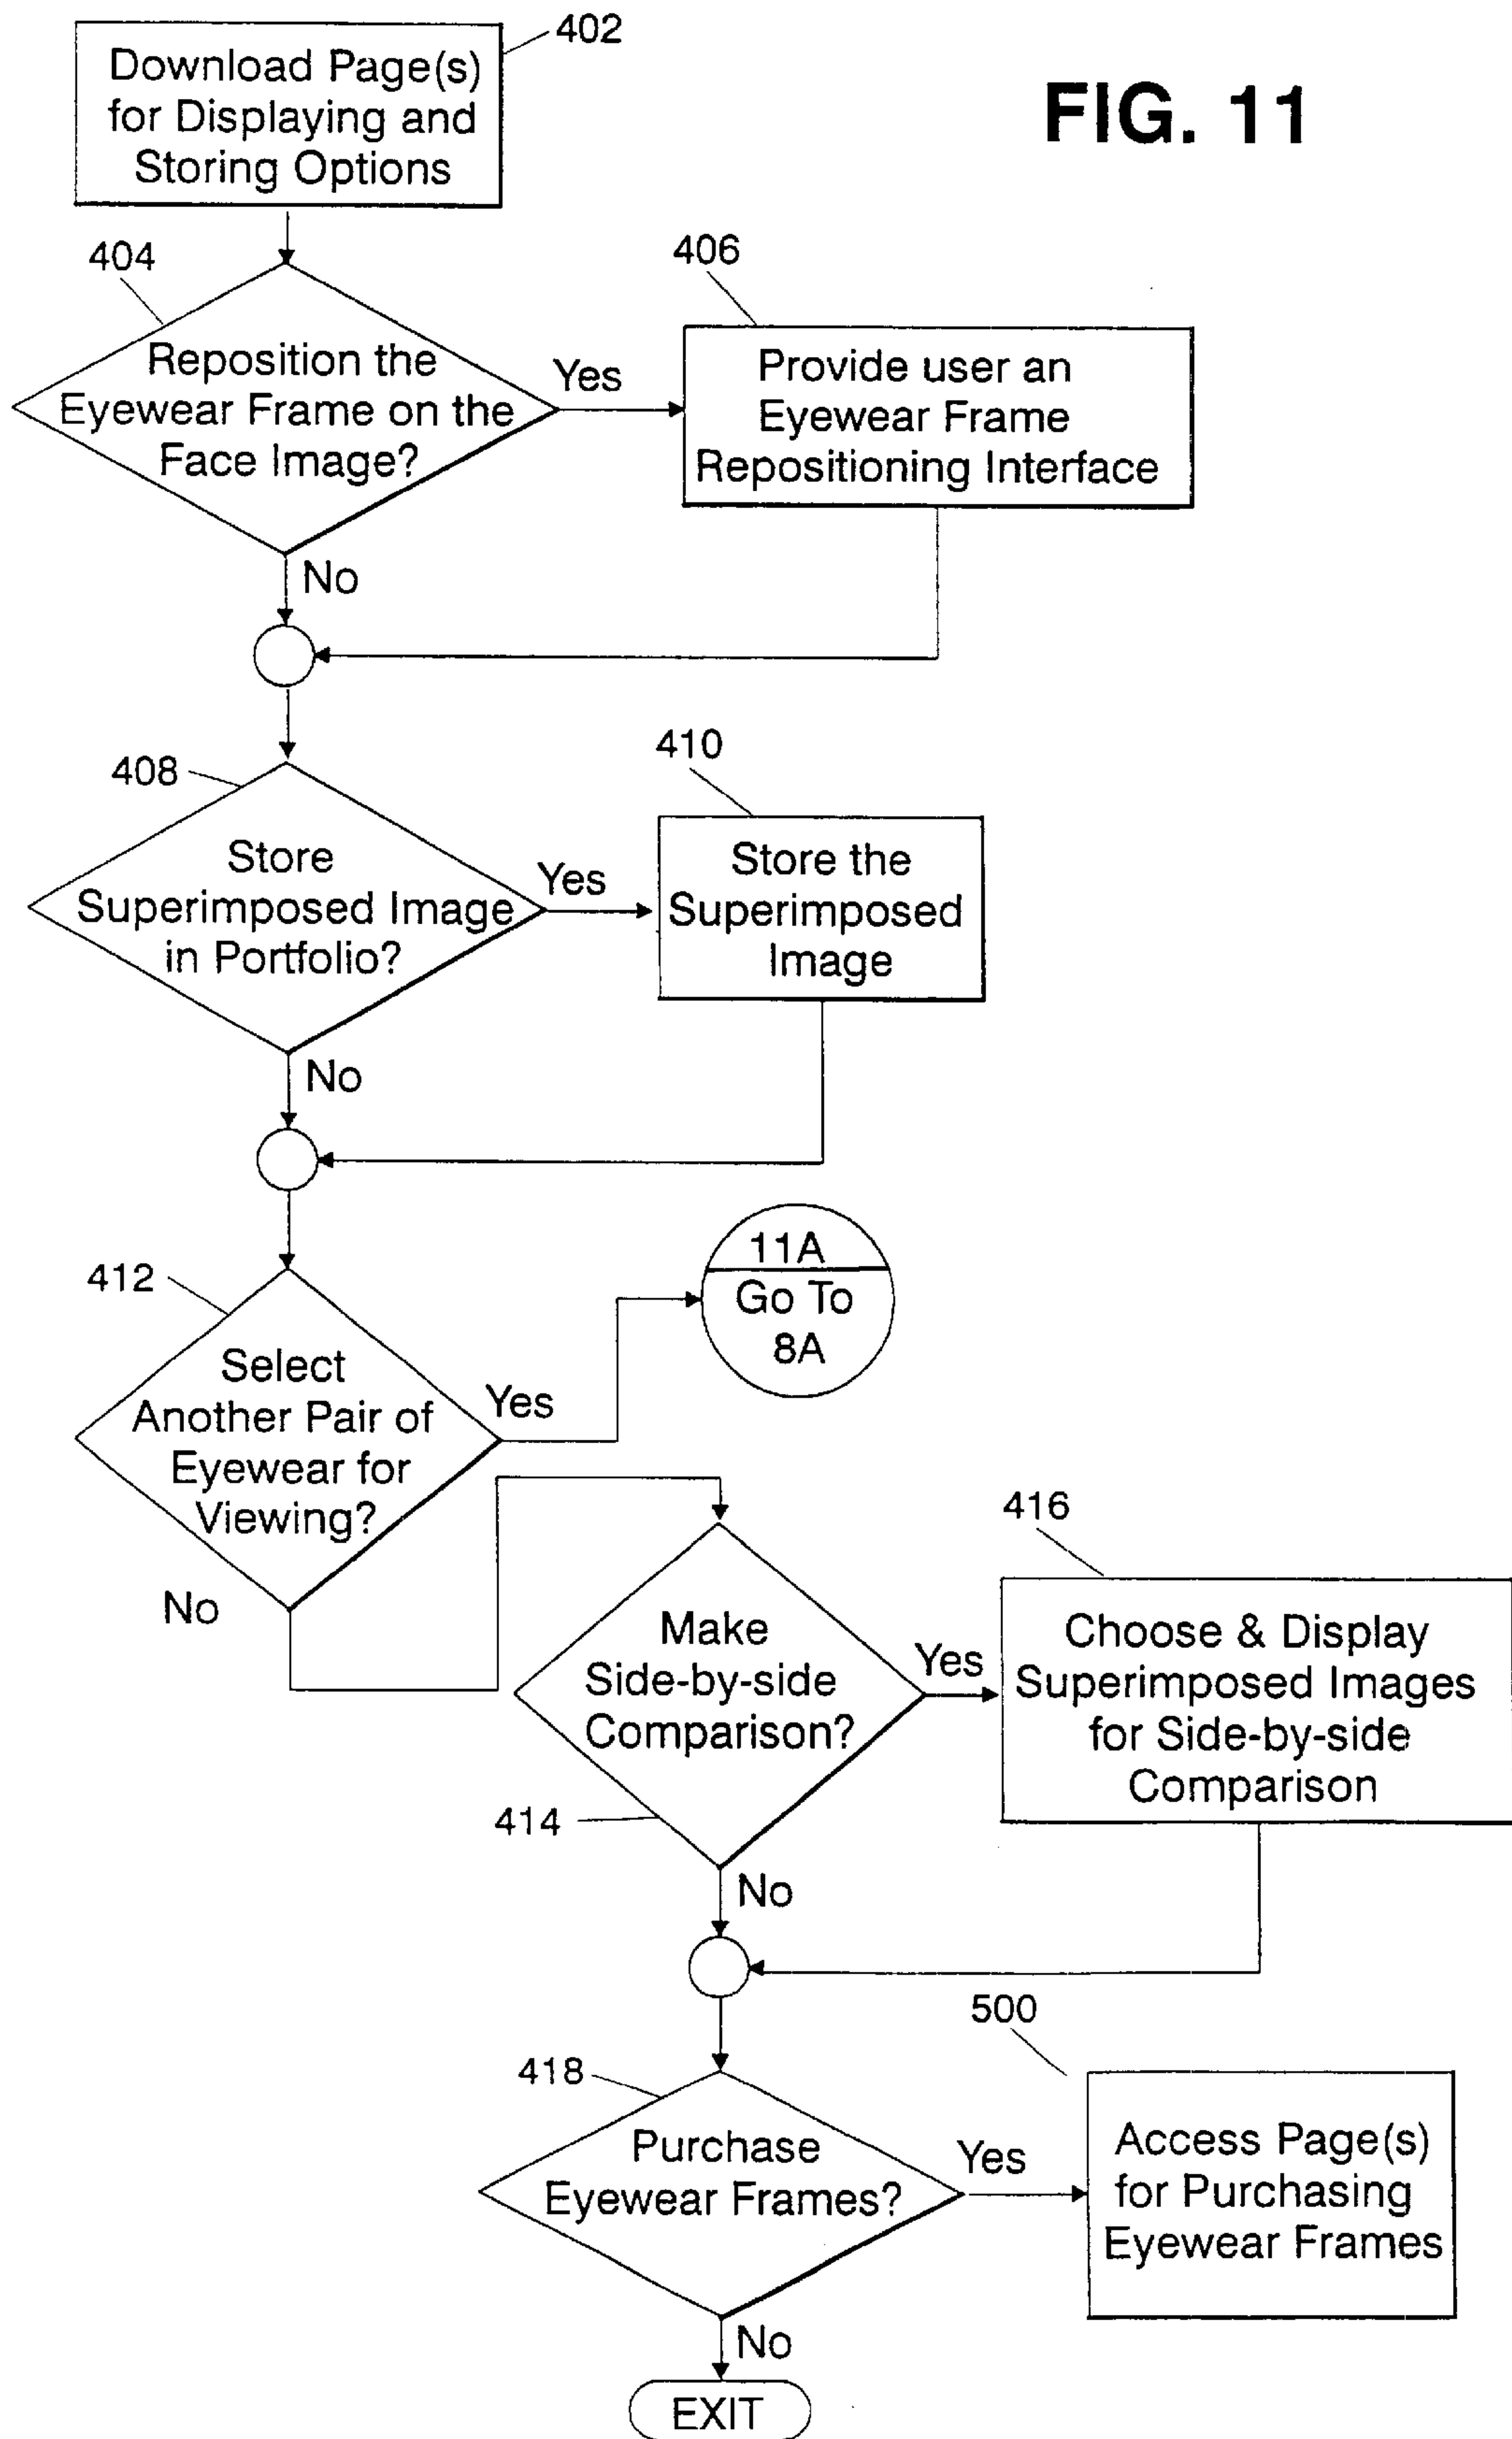 402
Download Page(s)
for Displaying and
Storing Options
FIG. 11
404
Reposition the
Eyewear Frame on the
Face Image?
Yes
406
Provide user an
Eyewear Frame
Repositioning Interface
No
408
Store
Superimposed Image
in Portfolio?
Yes
410
Store the
Superimposed
Image
No
412
Select
Another Pair of
Eyewear for
Viewing?
Yes
11A
Go To
8A
No
Make
Side-by-side
Comparison?
414
Yes
416
Choose & Display
Superimposed Images
for Side-by-side
Comparison
No
418
Purchase
Eyewear Frames?
Yes
500
Access Page(s)
for Purchasing
Eyewear Frames
No
EXIT